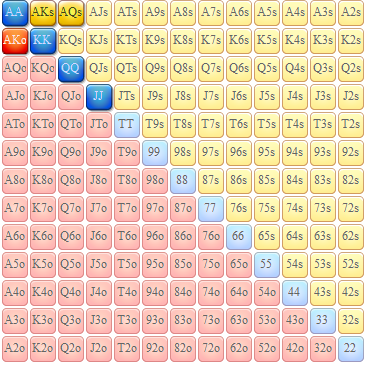 AA AKs AQs AJs ATs A9s A8s A7s A6s A5s A4s A3s A2s
AKo KK KQs KJs KTs K9s K8s K7s K6s K5s K4s K3s K2s
AQo KQo QQ QJs QTs Q9s Q8s Q7s Q6s Q5s Q4s Q3s Q2s
AJo KJo QJo JJ JTs J9s J8s J7s J6s J5s J4s J3s J2s
ATo KTo QTo JTo TT T9s T8s T7s T6s T5s T4s T3s T2s
A9o K9o Q9o J9o T9o 99 98s 97s 96s 95s 94s 93s 92s
A8o K8o Q8o J8o T8o 98o 88 87s 86s 85s 84s 83s 82s
A7o K7o Q7o J7o T7o 97o 87o 77 76s 75s 74s 73s 72s
A6o K6o Q6o J6o T6o 96o 86o 76o 66 65s 64s 63s 62s
A5o K5o Q5o J5o T5o 95o 85o 75o 65o 55 54s 53s 52s
A4o K4o Q4o J4o T4o 94o 84o 74o 64o 54o 44 43s 42s
A3o K3o Q3o J3o T3o 93o 83o 73o 63o 53o 43o 33 32s
A2o K2o Q2o J2o T2o 92o 82o 72o 62o 52o 42o 32o 22